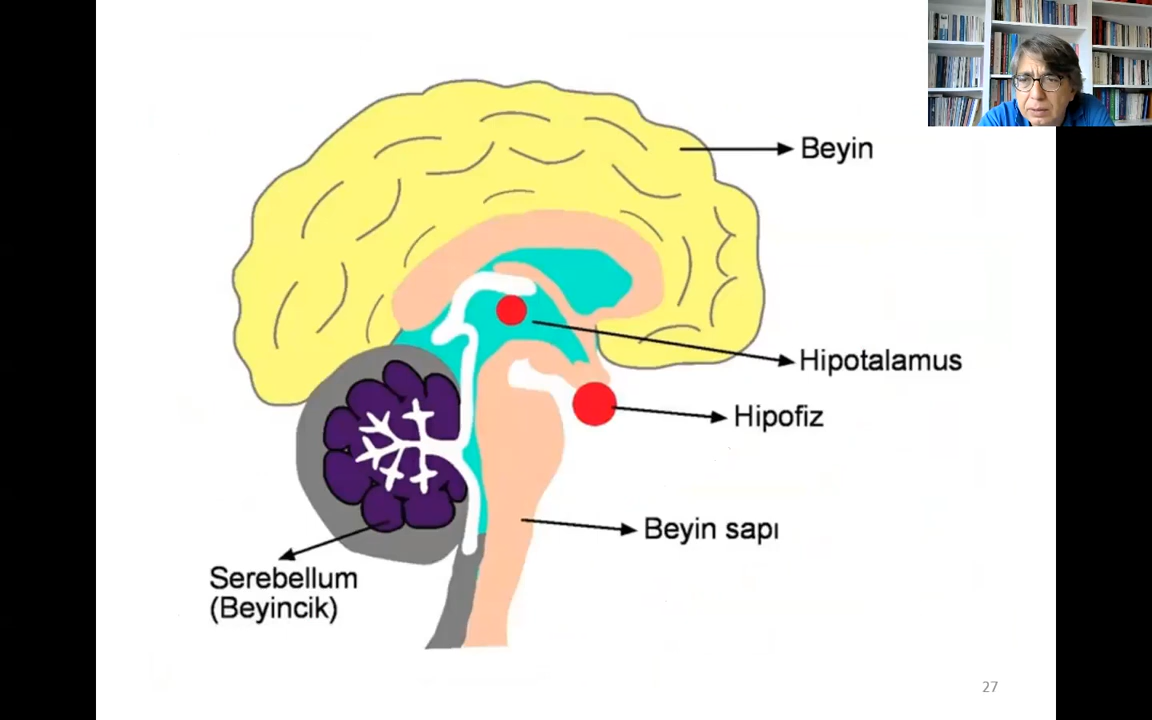 Beyin
Hipotalamus
Hipofiz
Beyin sapı
Serebellum
(Beyincik)
27